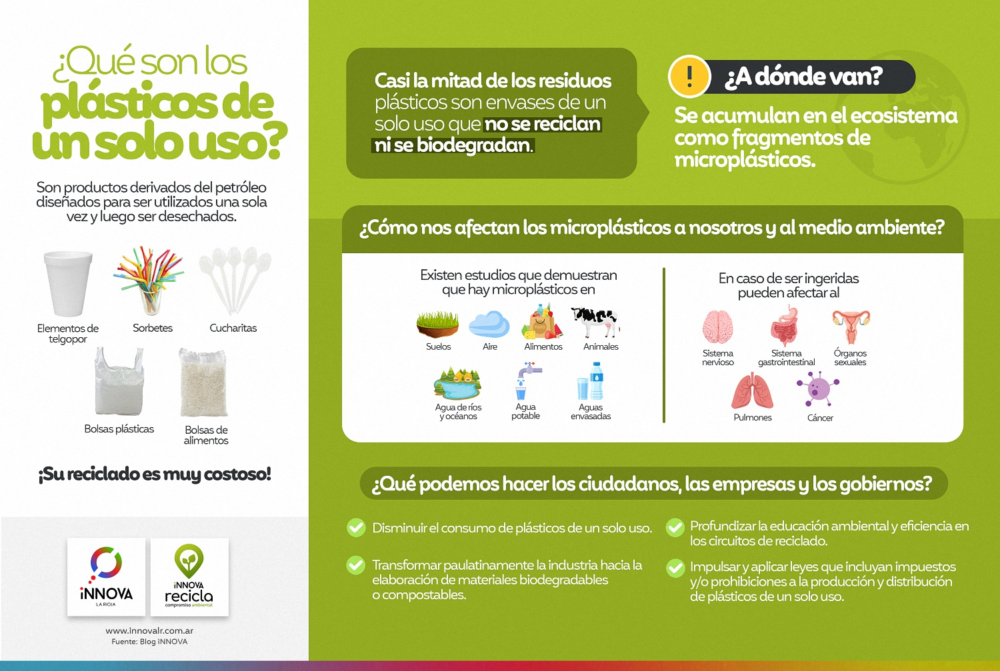 ¿Qué son los
plásticos de
un solo uso?
Son productos derivados del petróleo
diseñados para ser utilizados una sola
vez y luego ser desechados.
Elementos de
telgopor
Sorbetes
Cucharitas
Bolsas plásticas
Bolsas de
alimentos
¡Su reciclado es muy costoso!
iNNOVA
LA RIOJA
iNNOVA
recicla
compromiso ambiental
www.innovalr.com.ar
Fuente: Blog iNNOVA
Casi la mitad de los residuos
plásticos son envases de un
solo uso que no se reciclan
ni se biodegradan.
!
¿A dónde van?
Se acumulan en el ecosistema
como fragmentos de
microplásticos.
¿Cómo nos afectan los microplásticos a nosotros y al medio ambiente?
Existen estudios que demuestran
que hay microplásticos en
Suelos
Aire
FOOD
Alimentos
Animales
Agua de ríos
y océanos
Agua
potable
Aguas
envasadas
En caso de ser ingeridas
pueden afectar al
Sistema
nervioso
Sistema
gastrointestinal
Órganos
sexuales
Pulmones
Cáncer
¿Qué podemos hacer los ciudadanos, las empresas y los gobiernos?
Disminuir el consumo de plásticos de un solo uso.
Transformar paulatinamente la industria hacia la
elaboración de materiales biodegradables
o compostables.
Profundizar la educación ambiental y eficiencia en
los circuitos de reciclado.
Impulsar y aplicar leyes que incluyan impuestos
y/o prohibiciones a la producción y distribución
de plásticos de un solo uso.